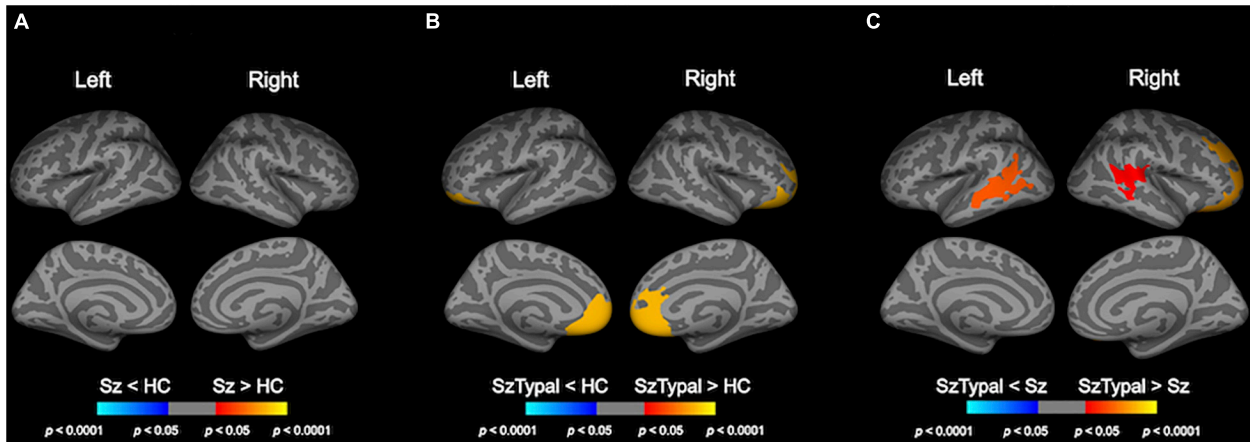 A
B
C
Left Right
Left Right
Left Right
Sz < HC Sz > HC
p < 0.0001 p < 0.05 p < 0.05 p < 0.0001
SzTypal < HC SzTypal > HC
p < 0.0001 p < 0.05 p < 0.05 p < 0.0001
SzTypal < Sz SzTypal > Sz
p < 0.0001 p < 0.05 p < 0.05 p < 0.0001